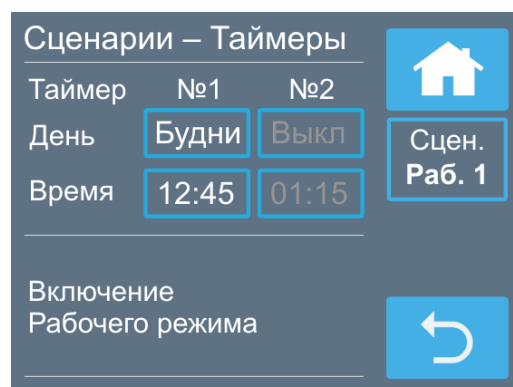 Сценарии – Таймеры
Таймер №1 №2
День Будни Выкл
Время 12:45 01:15
Сцен.
Раб. 1
Включение
Рабочего режима